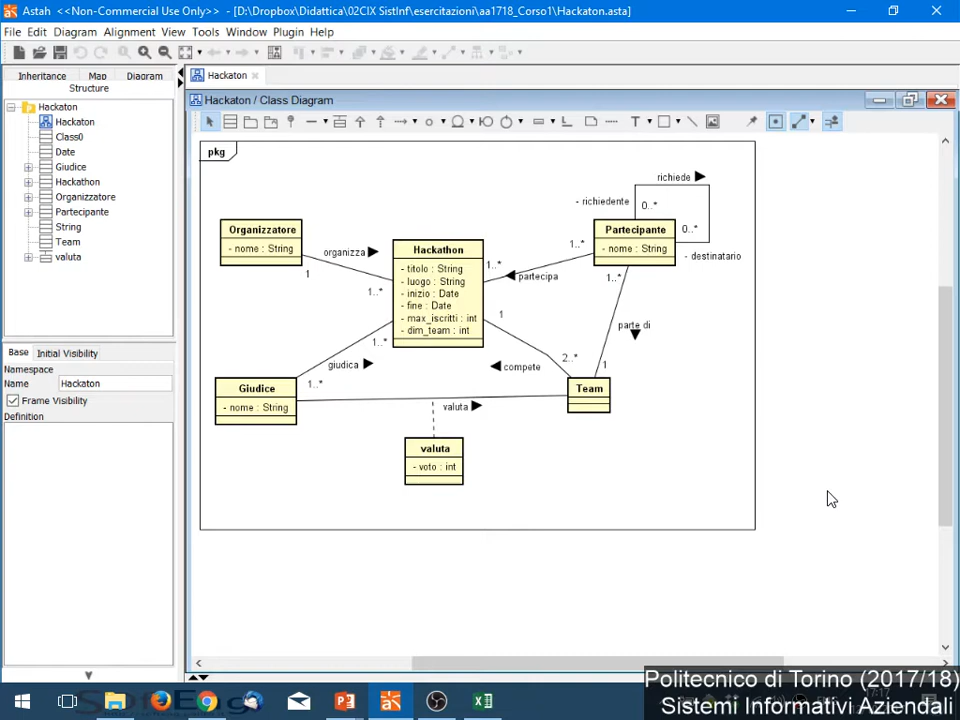 Astah <<Non-Commercial Use Only>> - [D:\Dropbox\Didattica\02CIX SistInf\esercitazioni\aa1718_Corso1\Hackaton.asta]
File Edit Diagram Alignment View Tools Window Plugin Help
Inheritance Map Diagram
Structure
Hackaton
Hackaton
Class0
Date
Giudice
Hackathon
Organizzatore
Partecipante
String
Team
valuta
Base Initial Visibility
Namespace
Name Hackaton
Frame Visibility
Definition
Hackaton
Hackaton / Class Diagram
T
pkg
richiede
- richiedente
0..*
Organizzatore
- nome : String
organizza
1
1..*
Hackathon
- titolo : String
- luogo : String
- inizio : Date
- fine : Date
- max_iscritti : int
- dim_team : int
1..*
partecipa
1..*
Partecipante
- nome : String
0..*
- destinatario
1..*
parte di
1
1
compete
2..*
1..*
giudica
1..*
Giudice
- nome : String
Team
valuta
valuta
- voto : int
Politecnico di Torino (2017/18)
17:17
Sistemi Informativi Aziendali